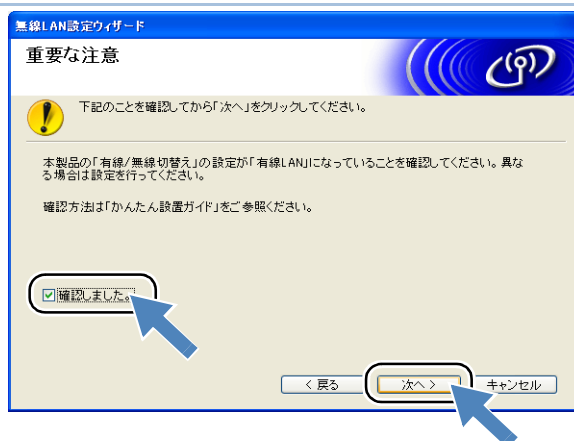 無線LAN設定ウィザード
重要な注意
下記のことを確認してから「次へ」をクリックしてください。
本製品の「有線/無線切替え」の設定が「有線LAN」になっていることを確認してください。異な
る場合は設定を行ってください。
確認方法は「かんたん設置ガイド」をご参照ください。
確認しました。
< 戻る 次へ > キャンセル